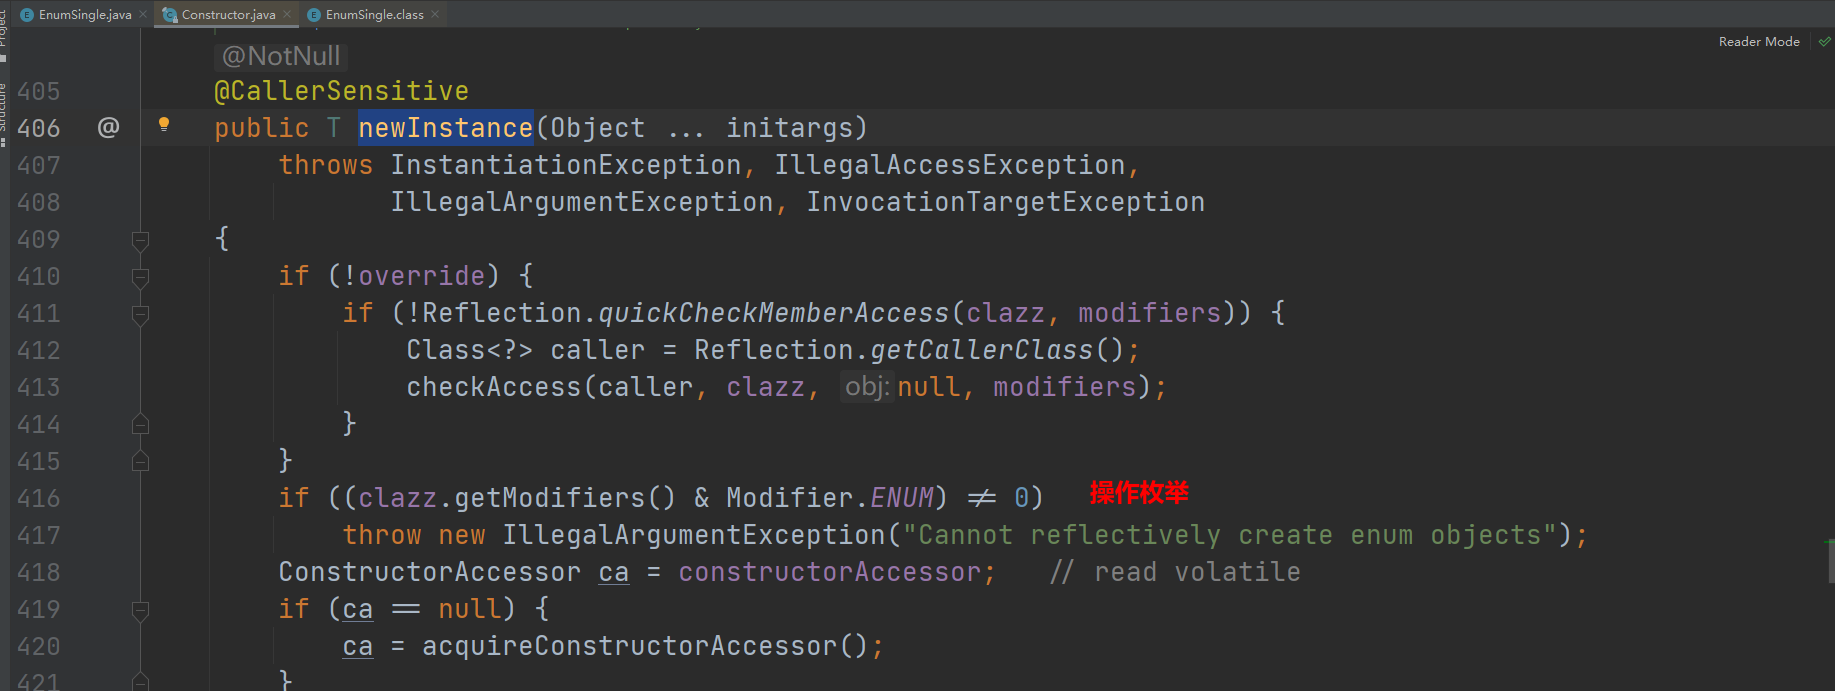 EnumSingle.java
Constructor.java
EnumSingle.class
Project
Structure
Reader Mode
@NotNull
405 @CallerSensitive
406 @ public T newInstance(Object ... initargs)
407 throws InstantiationException, IllegalAccessException,
408 IllegalArgumentException, InvocationTargetException
409 {
410 if (!override) {
411 if (!Reflection.quickCheckMemberAccess(clazz, modifiers)) {
412 Class<?> caller = Reflection.getCallerClass();
413 checkAccess(caller, clazz, obj: null, modifiers);
414 }
415 }
416 if ((clazz.getModifiers() & Modifier.ENUM) != 0) 操作枚举
417 throw new IllegalArgumentException("Cannot reflectively create enum objects");
418 ConstructorAccessor ca = constructorAccessor; // read volatile
419 if (ca == null) {
420 ca = acquireConstructorAccessor();
421 }